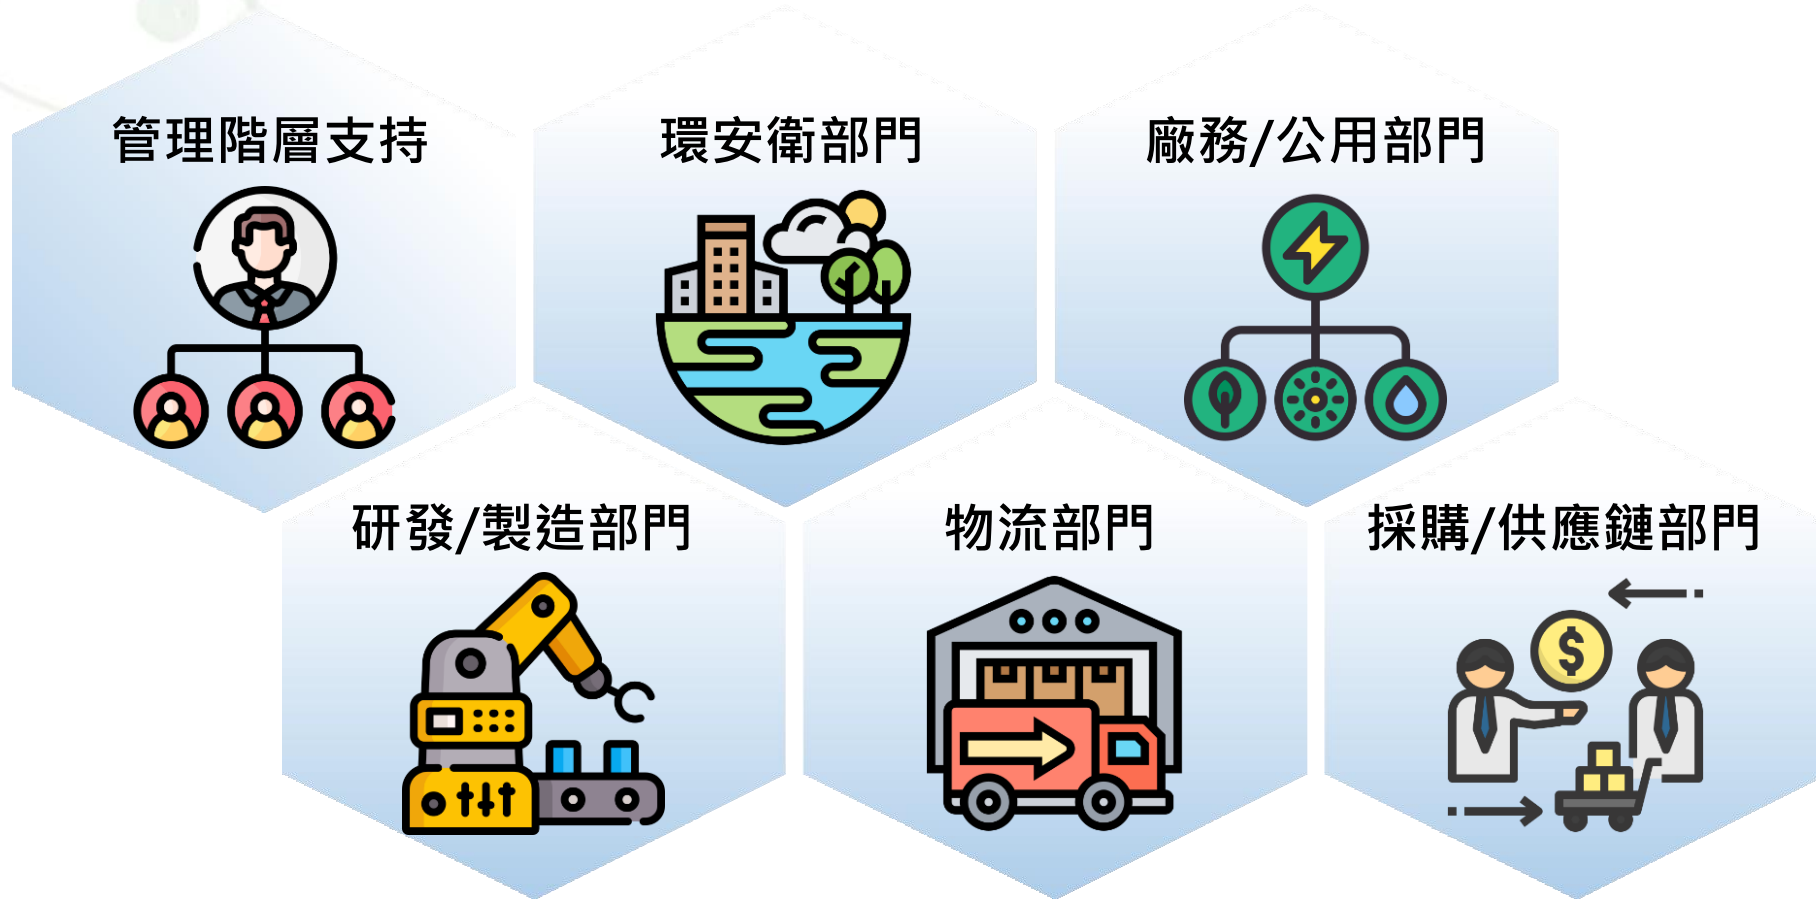 管理階層支持
環安衛部門
廠務/公用部門
研發/製造部門
物流部門
採購/供應鏈部門
$